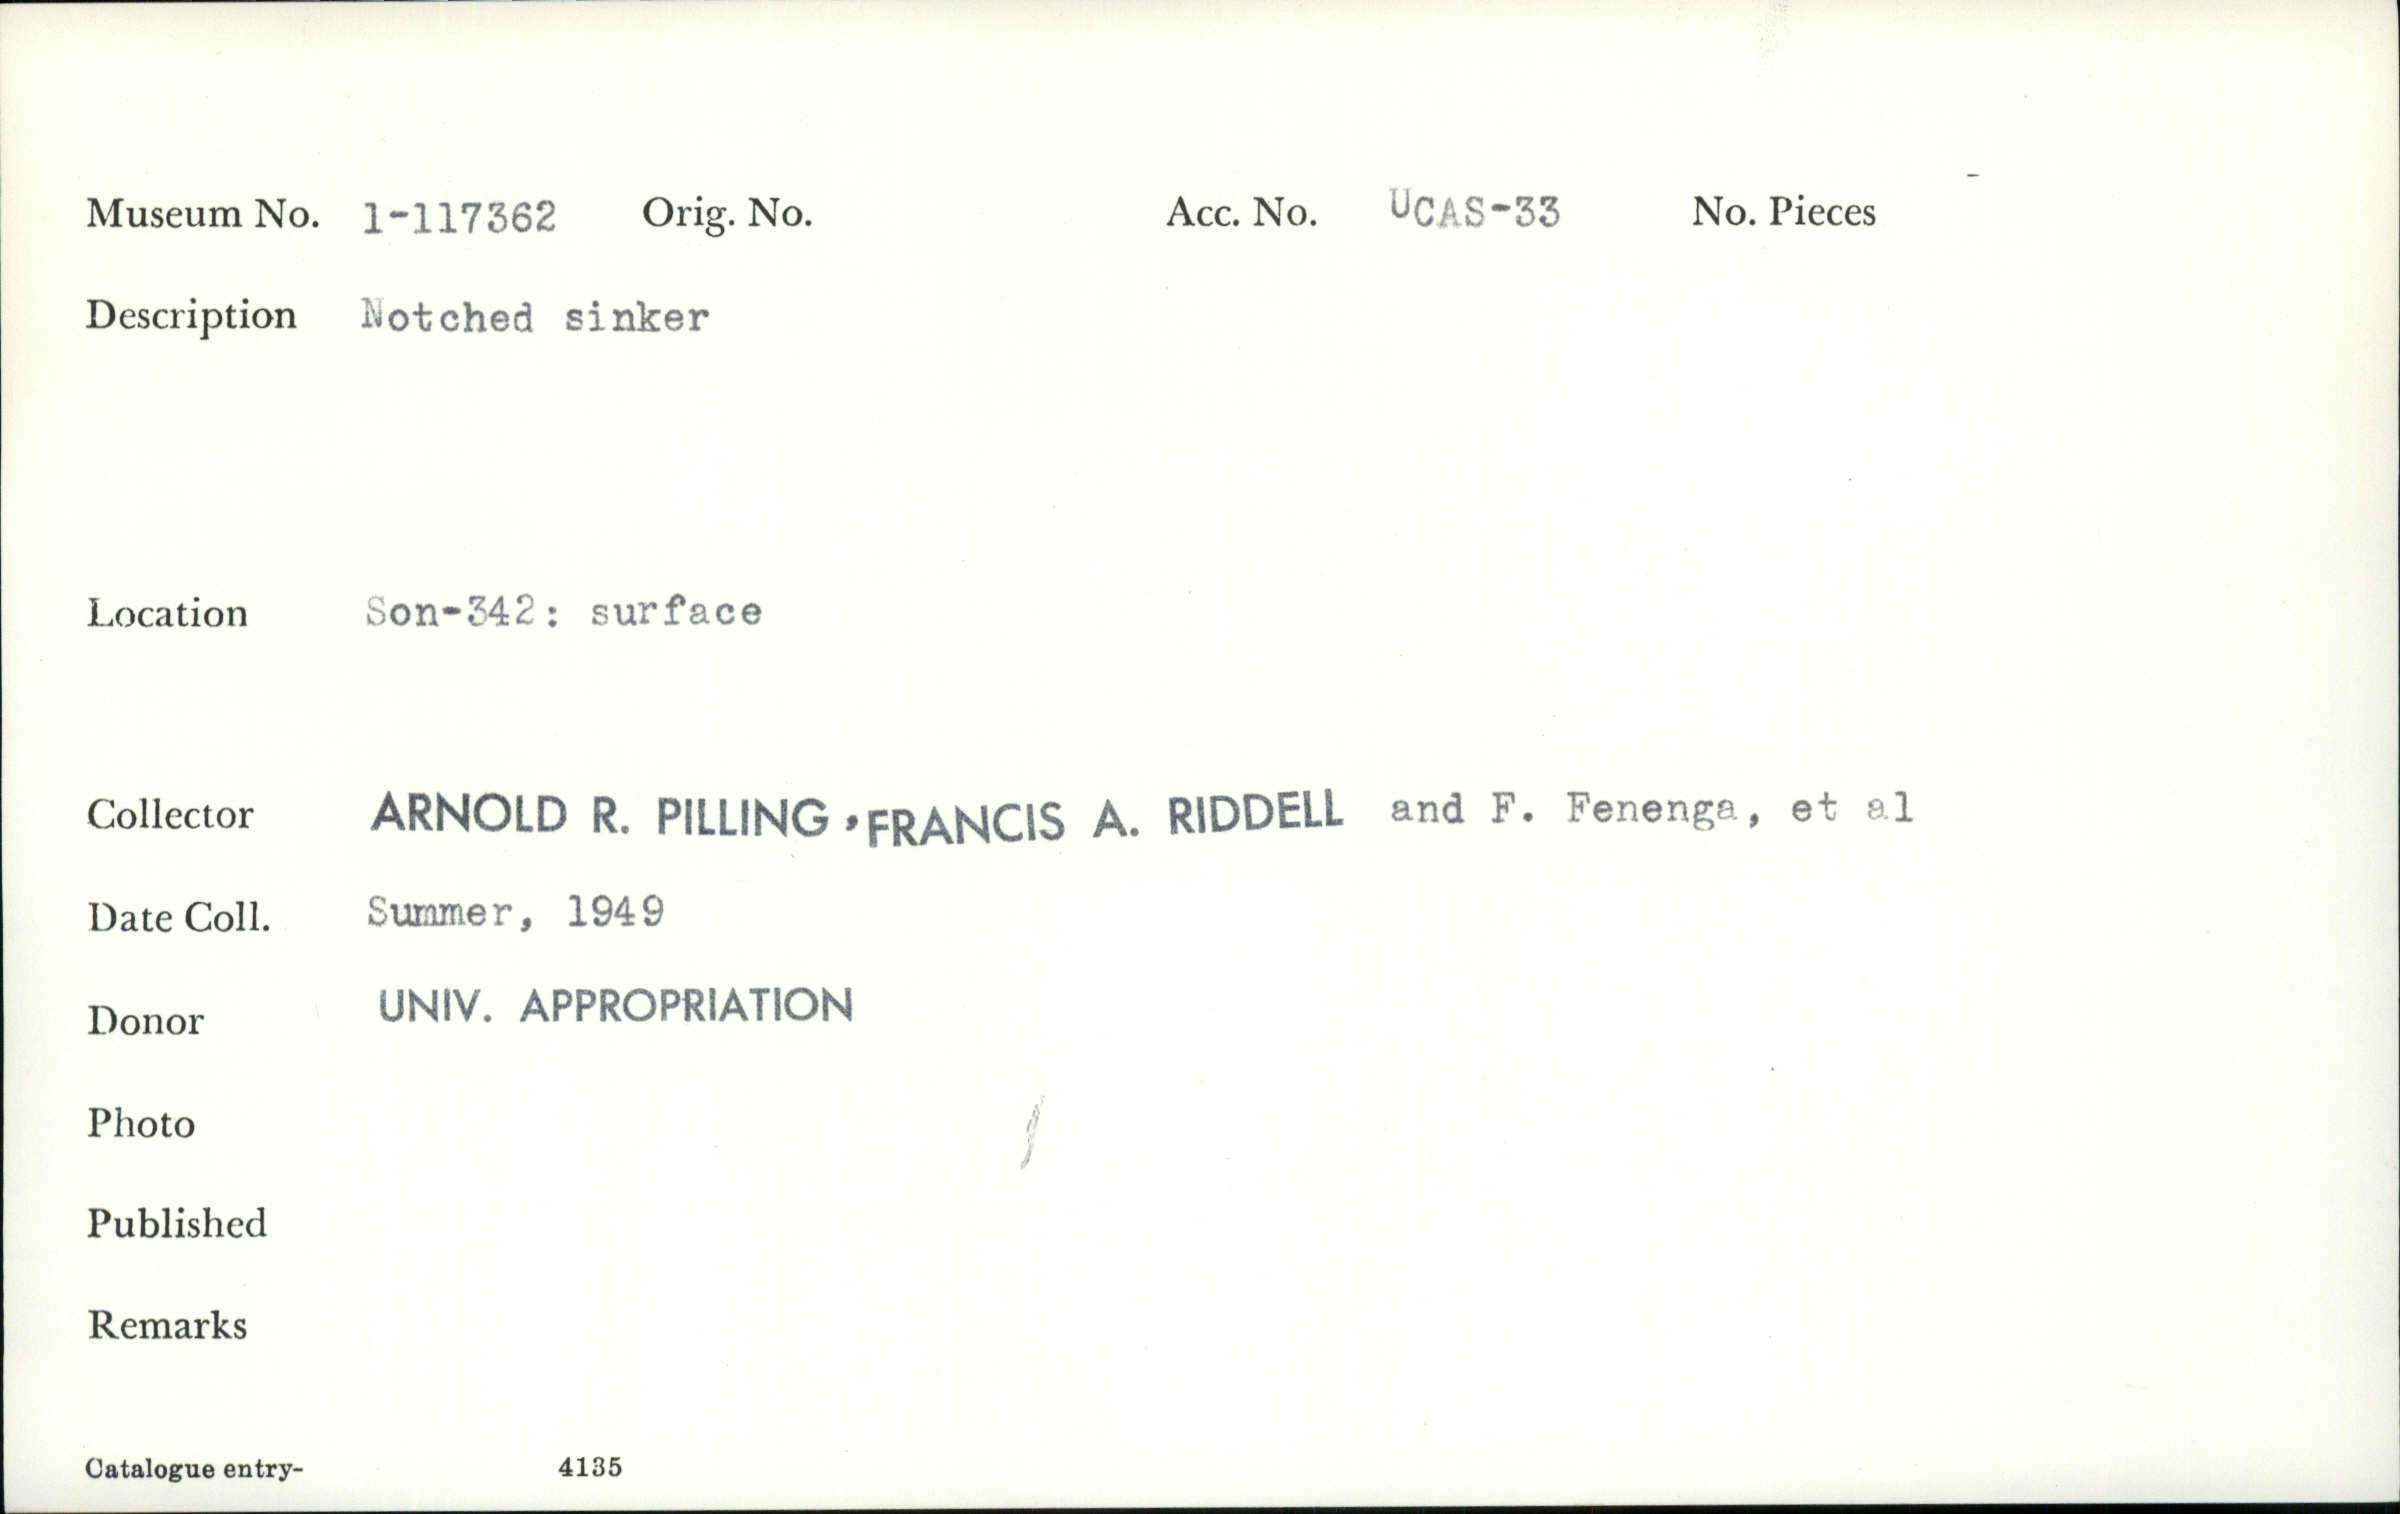 Museum No. 1-117362 Orig. No. Acc. No. UCAS-33 No. Pieces -
Description Notched sinker
Location Son-342: surface
Collector ARNOLD R. PILLING, FRANCIS A. RIDDELL and F. Fenenga, et al
Date Coll. Summer, 1949
Donor UNIV. APPROPRIATION
Photo
Published
Remarks
Catalogue entry- 4135